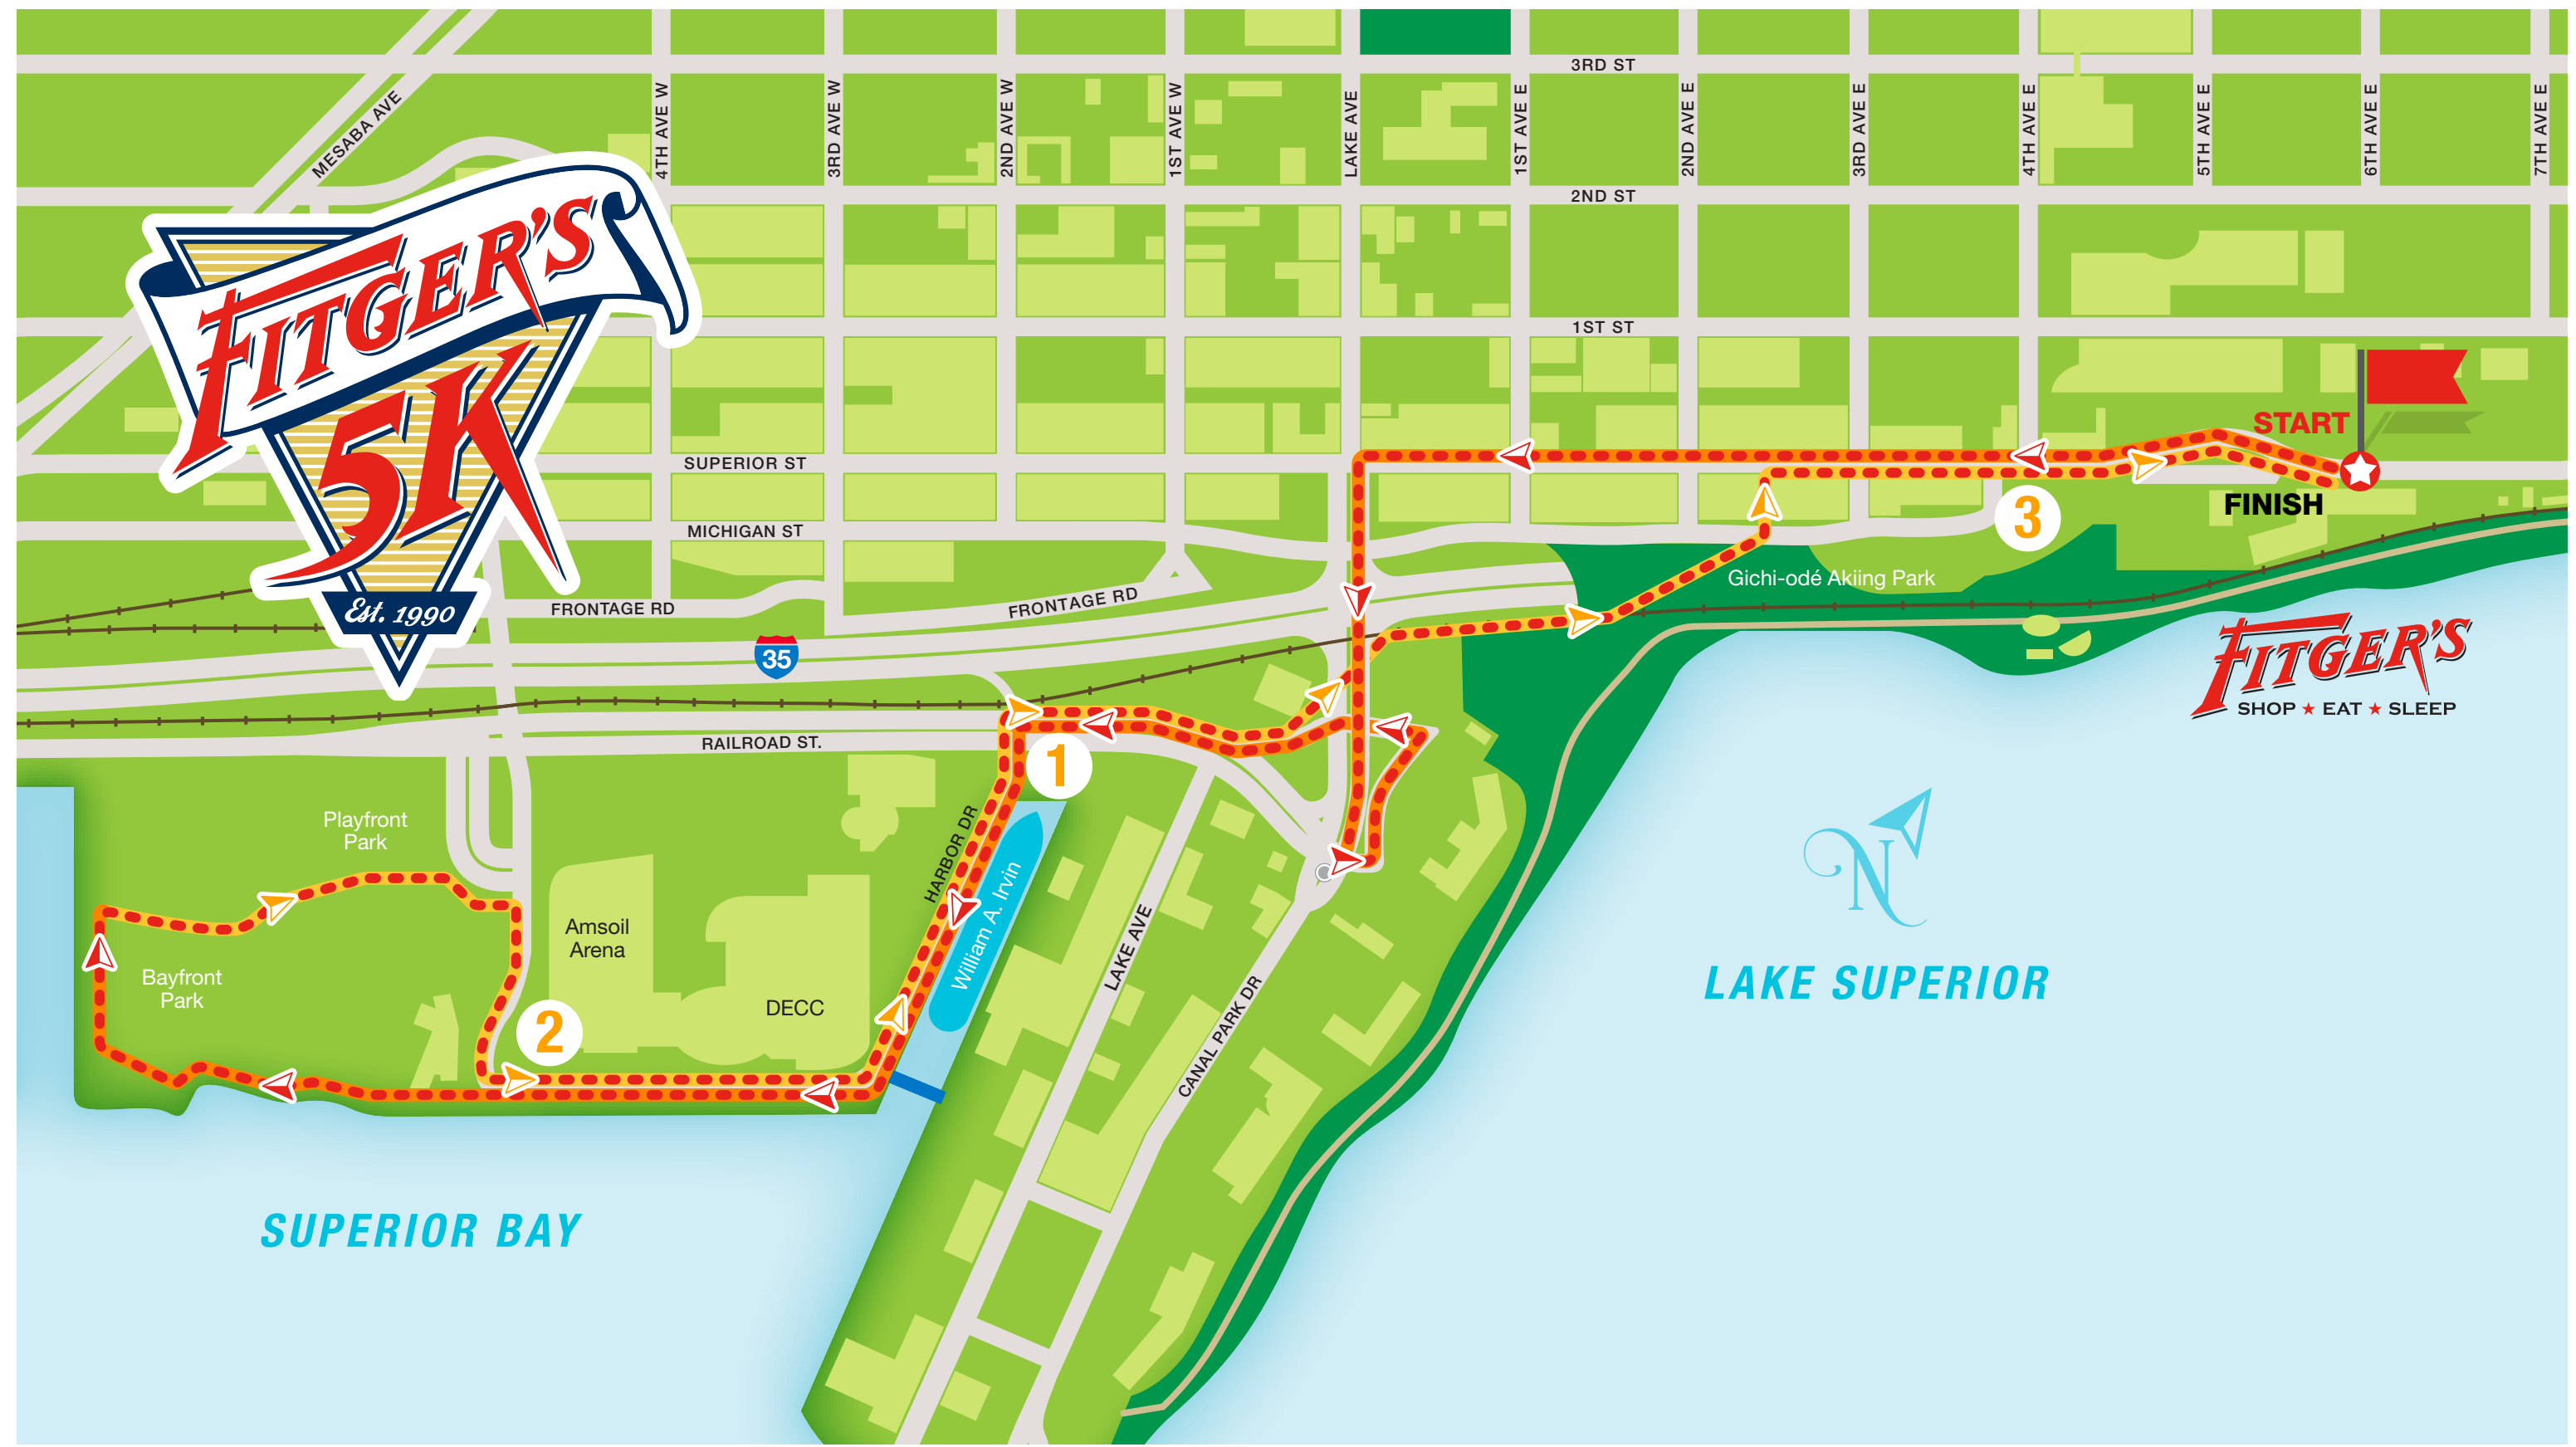 3RD ST
MESABA AVE
4TH AVE W
3RD AVE W
2ND AVE W
1ST AVE W
LAKE AVE
1ST AVE E
2ND AVE E
3RD AVE E
4TH AVE E
5TH AVE E
6TH AVE E
7TH AVE E
2ND ST
FITGER'S
5K
Est. 1990
1ST ST
START
SUPERIOR ST
FINISH
3
MICHIGAN ST
Gichi-odé Akiing Park
FRONTAGE RD
FRONTAGE RD
35
FITGER'S
SHOP ★ EAT ★ SLEEP
RAILROAD ST.
1
Playfront
Park
HARBOR DR
William A. Irvin
N
Amsoil
Arena
LAKE AVE
Bayfront
Park
DECC
LAKE SUPERIOR
2
CANAL PARK DR
SUPERIOR BAY